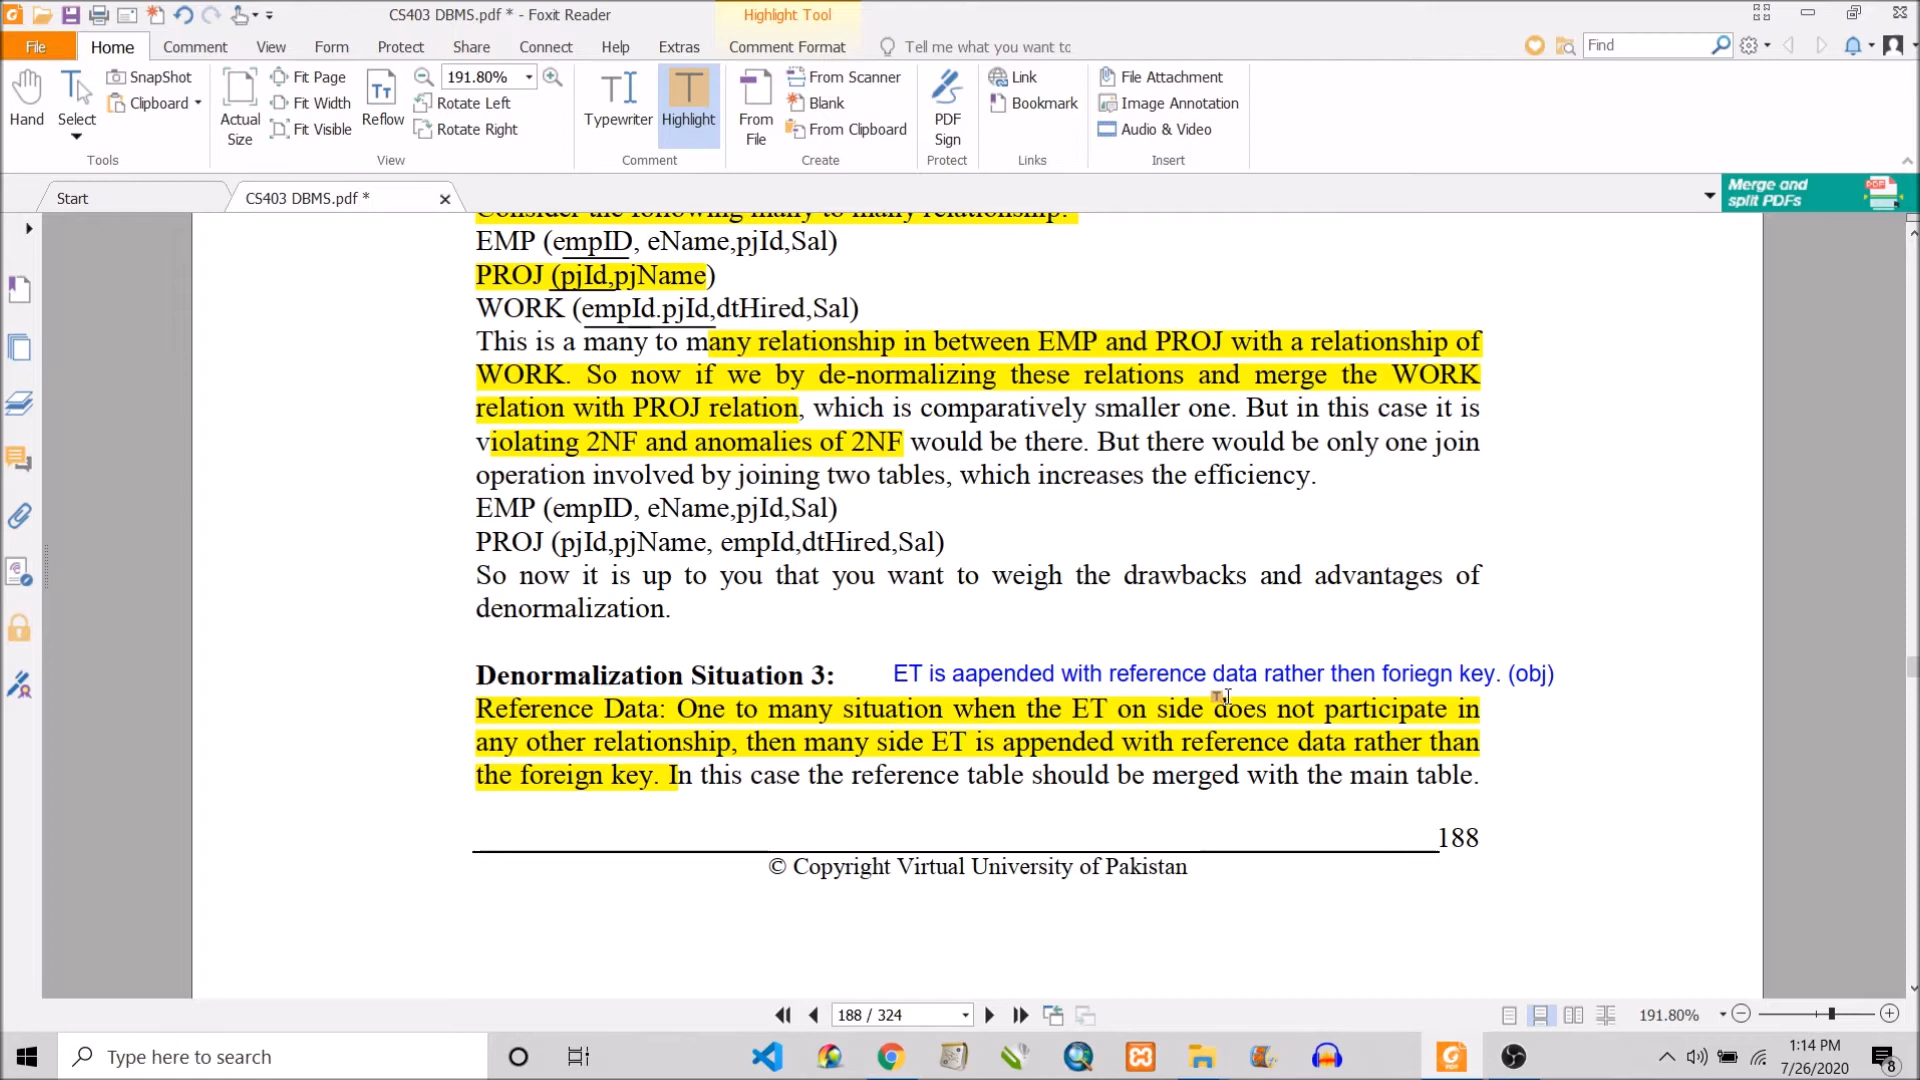 CS403 DBMS.pdf * - Foxit Reader
Highlight Tool
File Home Comment View Form Protect Share Connect Help Extras Comment Format Tell me what you want to Find
Hand
Select
SnapShot
Clipboard
Tools
Actual Size
Fit Page
Fit Width
Fit Visible
Reflow
191.80%
Rotate Left
Rotate Right
View
Typewriter
Highlight
Comment
From File
From Scanner
Blank
From Clipboard
Create
PDF Sign
Protect
Link
Bookmark
Links
File Attachment
Image Annotation
Audio & Video
Insert
Start
CS403 DBMS.pdf *
Merge and
split PDFs
Consider the following many to many relationship.
EMP (empID, eName,pjId,Sal)
PROJ (pjId,pjName)
WORK (empId.pjId,dtHired,Sal)
This is a many to many relationship in between EMP and PROJ with a relationship of
WORK. So now if we by de-normalizing these relations and merge the WORK
relation with PROJ relation, which is comparatively smaller one. But in this case it is
violating 2NF and anomalies of 2NF would be there. But there would be only one join
operation involved by joining two tables, which increases the efficiency.
EMP (empID, eName,pjId,Sal)
PROJ (pjId,pjName, empId,dtHired,Sal)
So now it is up to you that you want to weigh the drawbacks and advantages of
denormalization.
Denormalization Situation 3: ET is aapended with reference data rather then foriegn key. (obj)
Reference Data: One to many situation when the ET on side does not participate in
any other relationship, then many side ET is appended with reference data rather than
the foreign key. In this case the reference table should be merged with the main table.
188
© Copyright Virtual University of Pakistan
188 / 324
191.80%
Type here to search
1:14 PM
7/26/2020
8